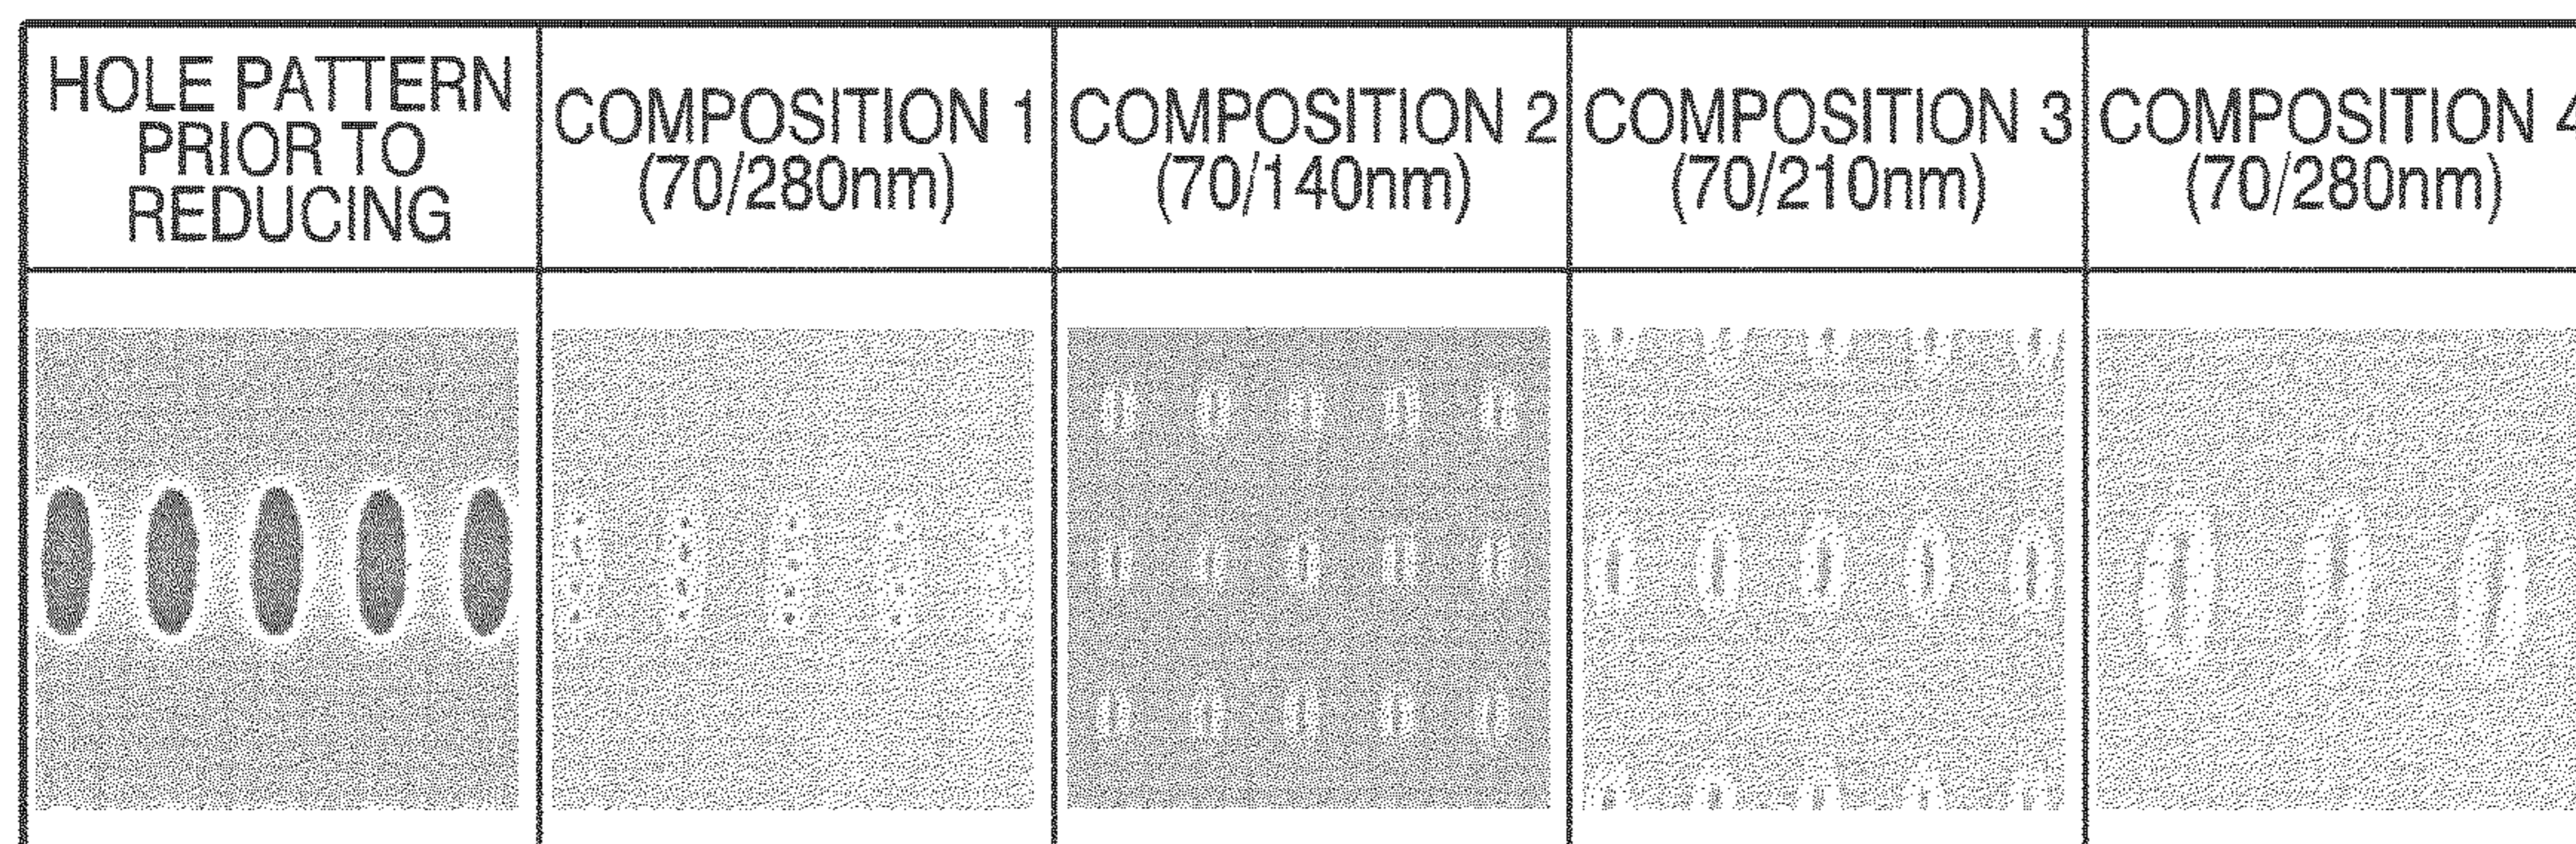 HOLE PATTERN
PRIOR TO
REDUCING
COMPOSITION 1
(70/280nm)
COMPOSITION 2
(70/140nm)
COMPOSITION 3
(70/210nm)
COMPOSITION 4
(70/280nm)